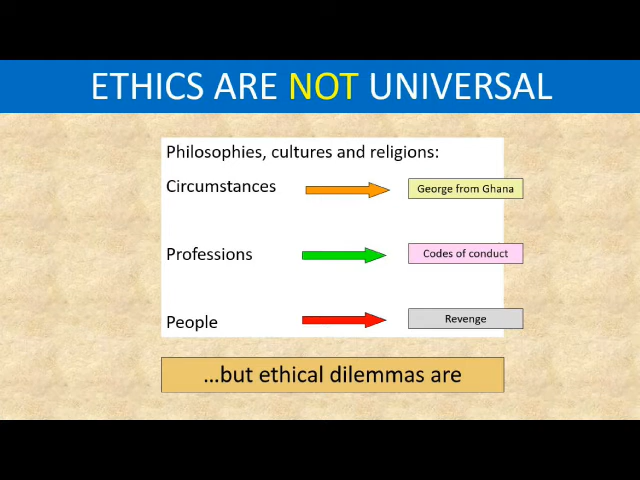 ETHICS ARE NOT UNIVERSAL
Philosophies, cultures and religions:
Circumstances
George from Ghana
Professions
Codes of conduct
People
Revenge
...but ethical dilemmas are